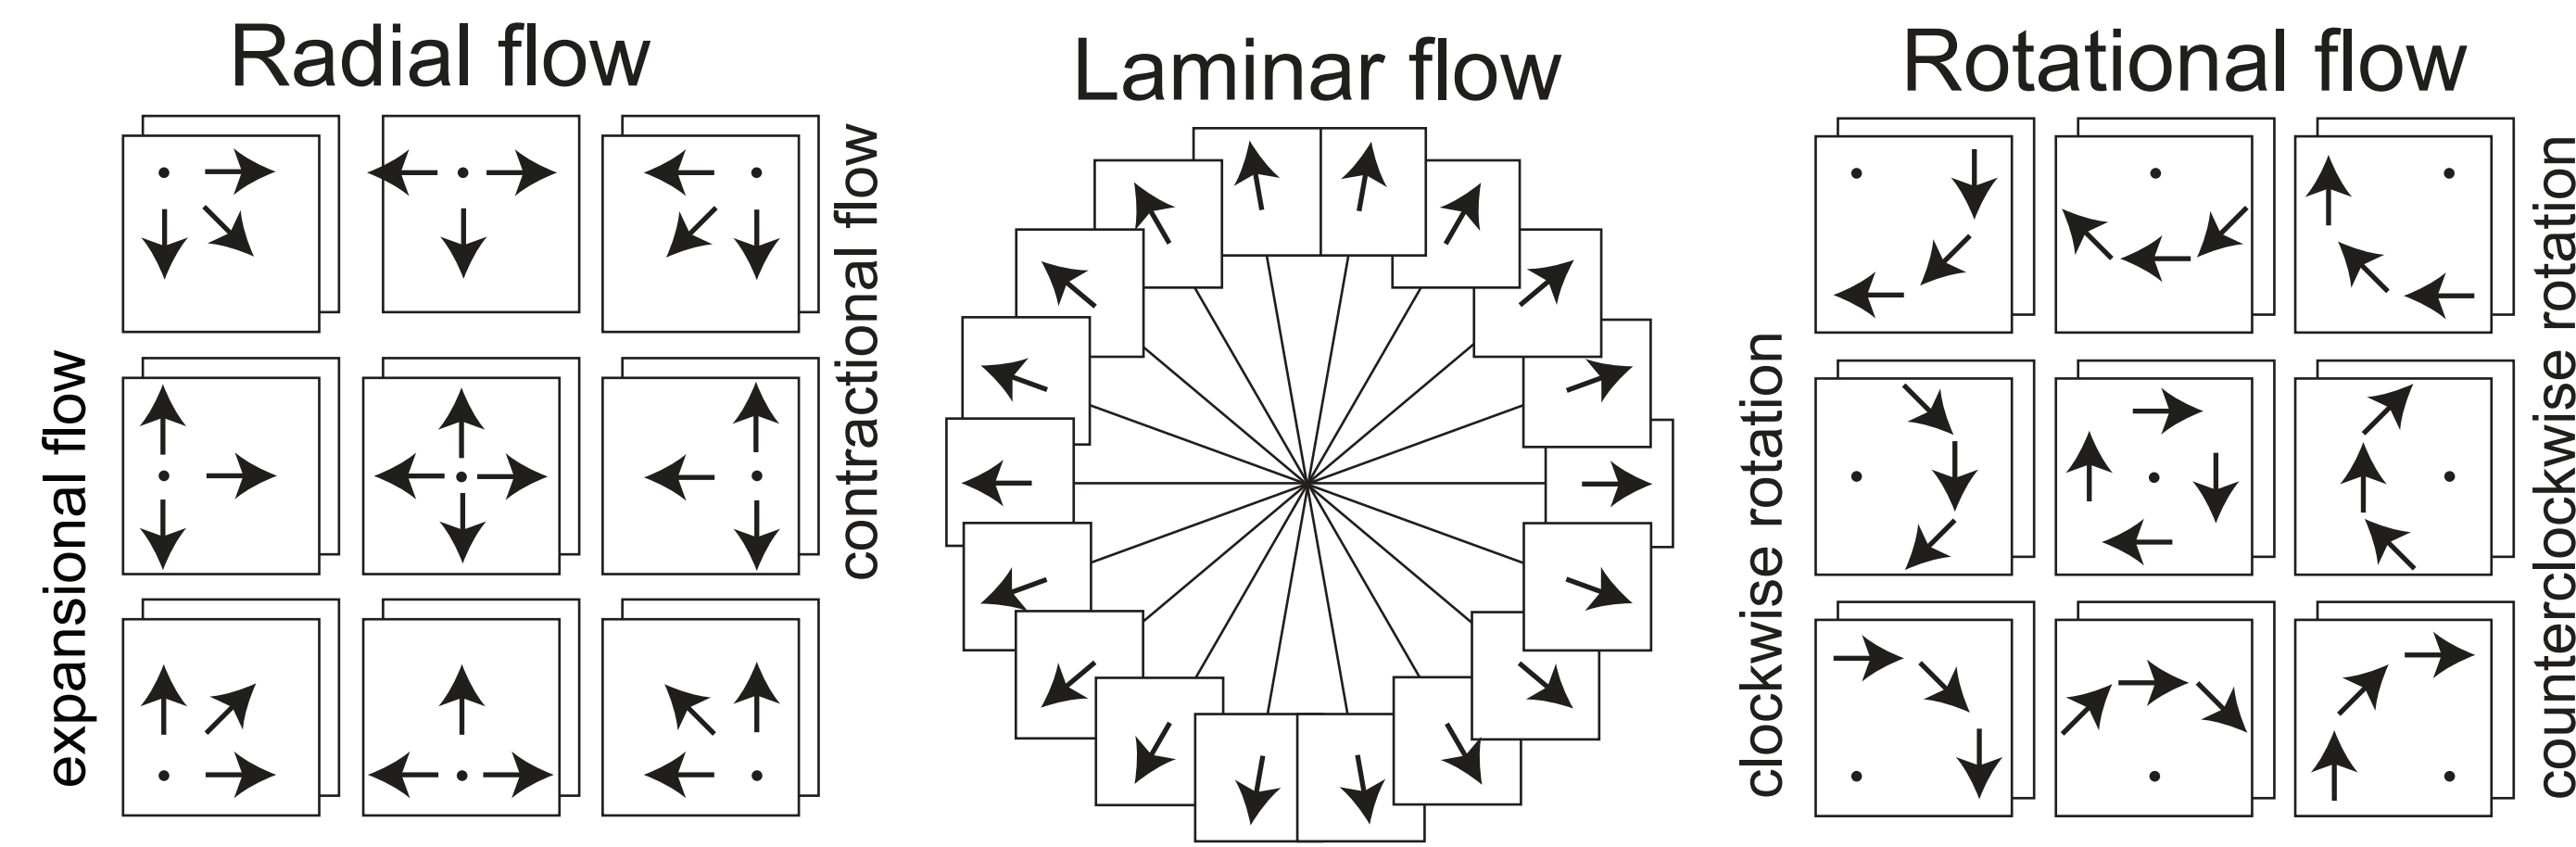 Radial flow
expansional flow
contractional flow
Laminar flow
Rotational flow
clockwise rotation
counterclockwise rotation